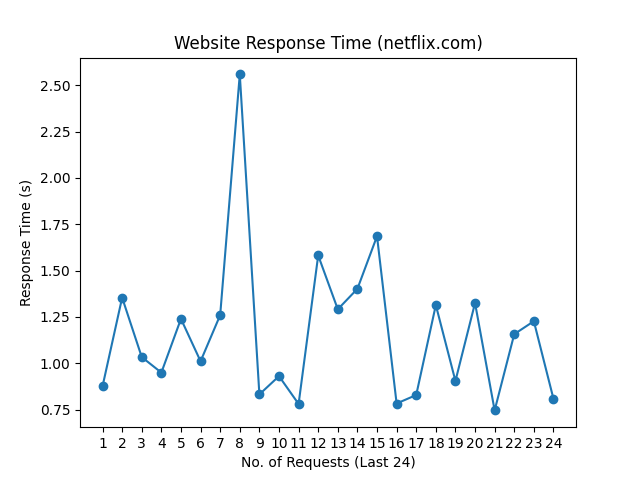 Website Response Time (netflix.com)
Response Time (s)
2.50
2.25
2.00
1.75
1.50
1.25
1.00
0.75
1 2 3 4 5 6 7 8 9 10 11 12 13 14 15 16 17 18 19 20 21 22 23 24
No. of Requests (Last 24)